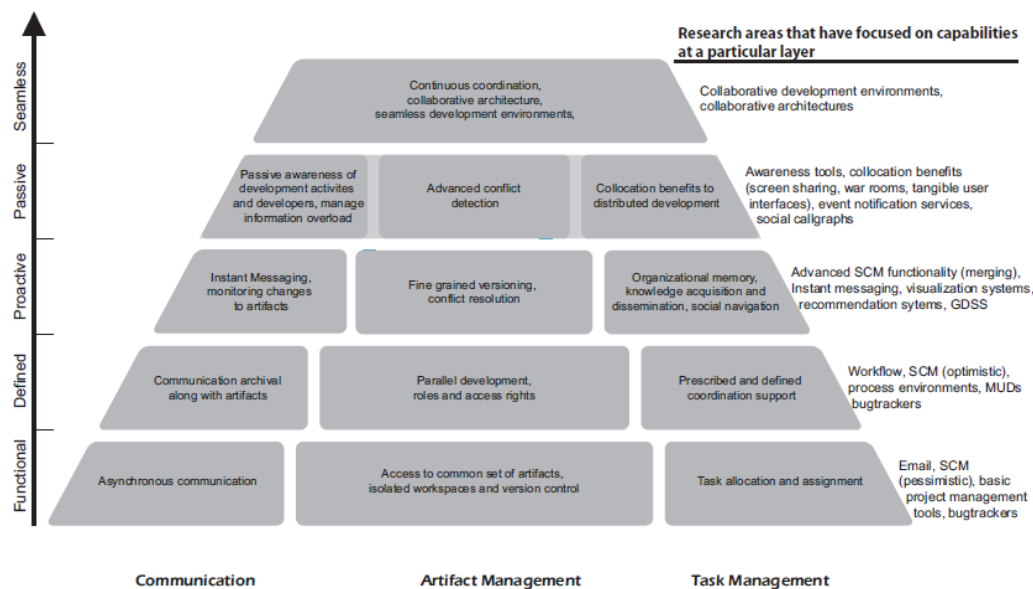 Research areas that have focused on capabilities
at a particular layer
Seamless
Continuous coordination,
collaborative architecture,
seamless development environments,
Collaborative development environments,
collaborative architectures
Passive
Passive awareness of
development activites
and developers, manage
information overload
Advanced conflict
detection
Collocation benefits to
distributed development
Awareness tools, collocation benefits
(screen sharing, war rooms, tangible user
interfaces), event notification services,
social callgraphs
Proactive
Instant Messaging,
monitoring changes
to artifacts
Fine grained versioning,
conflict resolution
Organizational memory,
knowledge acquisition and
dissemination, social navigation
Advanced SCM functionality (merging),
Instant messaging, visualization systems,
recommendation sytems, GDSS
Defined
Communication archival
along with artifacts
Parallel development,
roles and access rights
Prescribed and defined
coordination support
Workflow, SCM (optimistic),
process environments, MUDs
bugtrackers
Functional
Asynchronous communication
Access to common set of artifacts,
isolated workspaces and version control
Task allocation and assignment
Email, SCM
(pessimistic), basic
project management
tools, bugtrackers
Communication
Artifact Management
Task Management